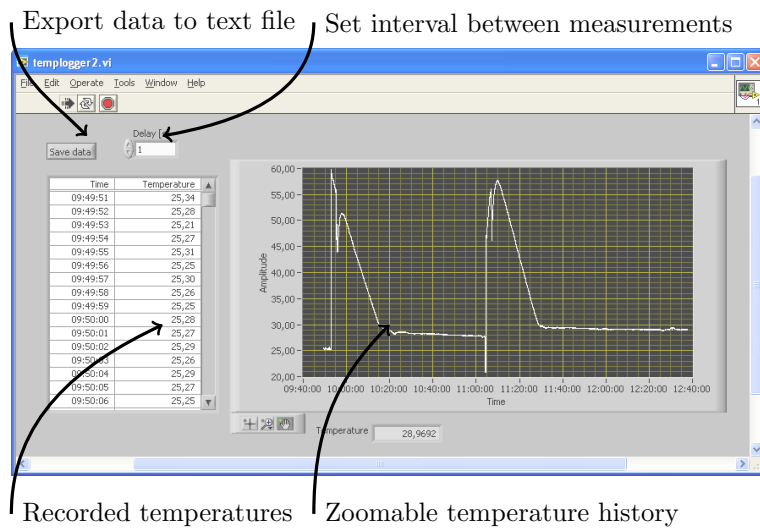 Export data to text file
Set interval between measurements
templogger2.vi
File Edit Operate Tools Window Help
Delay [s]
Save data
1
Time Temperature
09:49:51 25,34
09:49:52 25,28
09:49:53 25,21
09:49:54 25,27
09:49:55 25,31
09:49:56 25,25
09:49:57 25,30
09:49:58 25,26
09:49:59 25,25
09:50:00 25,28
09:50:01 25,27
09:50:02 25,29
09:50:03 25,26
09:50:04 25,29
09:50:05 25,27
09:50:06 25,25
60,00
55,00
50,00
45,00
40,00
35,00
30,00
25,00
20,00
Amplitude
09:40:00 10:00:00 10:20:00 10:40:00 11:00:00 11:20:00 11:40:00 12:00:00 12:20:00 12:40:00
Time
Temperature 28,9692
Recorded temperatures
Zoomable temperature history